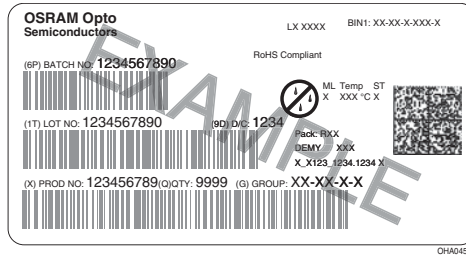 OSRAM Opto
Semiconductors
LX XXXX
BIN1: XX-XX-X-XXX-X
RoHS Compliant
(6P) BATCH NO: 1234567890
ML Temp ST
X XXX °C X
(1T) LOT NO: 1234567890
(9D) D/C: 1234
Pack: RXX
DEMY XXX
X_X123_1234.1234 X
(X) PROD NO: 123456789(Q)QTY: 9999 (G) GROUP: XX-XX-X-X
EXAMPLE
OHA045